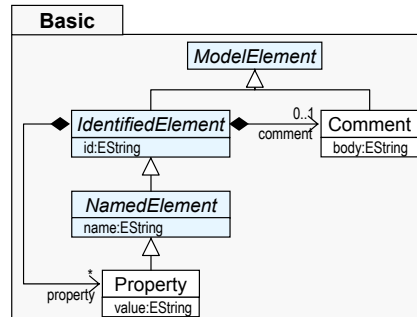 Basic
ModelElement
IdentifiedElement
id:EString
0..1
comment
Comment
body:EString
NamedElement
name:EString
*
property
Property
value:EString